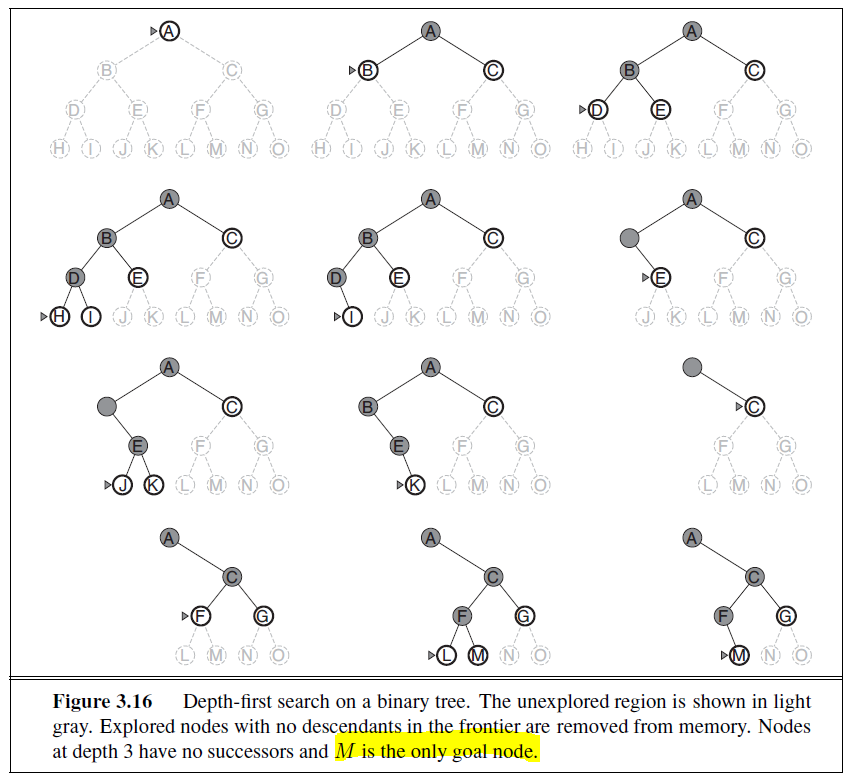 A A A
B C B C B C
D E F G D E F G D E F G
H I J K L M N O H I J K L M N O H I J K L M N O
A A A
B C B C C
D E F G D E F G E F G
H I J K L M N O I J K L M N O J K L M N O
A A
C B C C
E F G E F G F G
J K L M N O K L M N O L M N O
A A A
C C C
F G F G F G
L M N O L M N O M N O
Figure 3.16 Depth-first search on a binary tree. The unexplored region is shown in light
gray. Explored nodes with no descendants in the frontier are removed from memory. Nodes
at depth 3 have no successors and M is the only goal node.